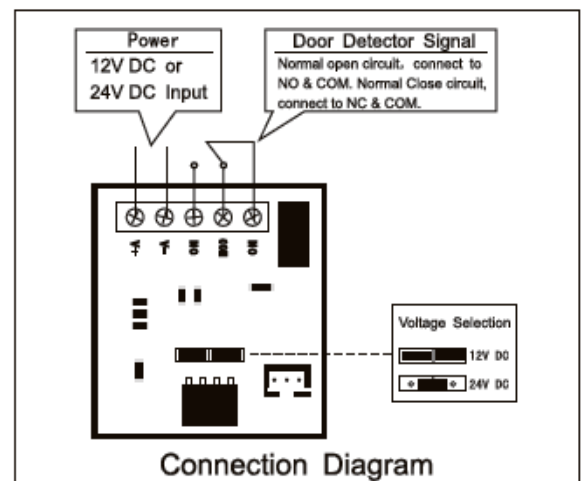 Power
12V DC or
24V DC Input
Door Detector Signal
Normal open circuit, connect to
NO & COM. Normal Close circuit,
connect to NC & COM.
V+ V- COM
Voltage Selection
12V DC
24V DC
Connection Diagram